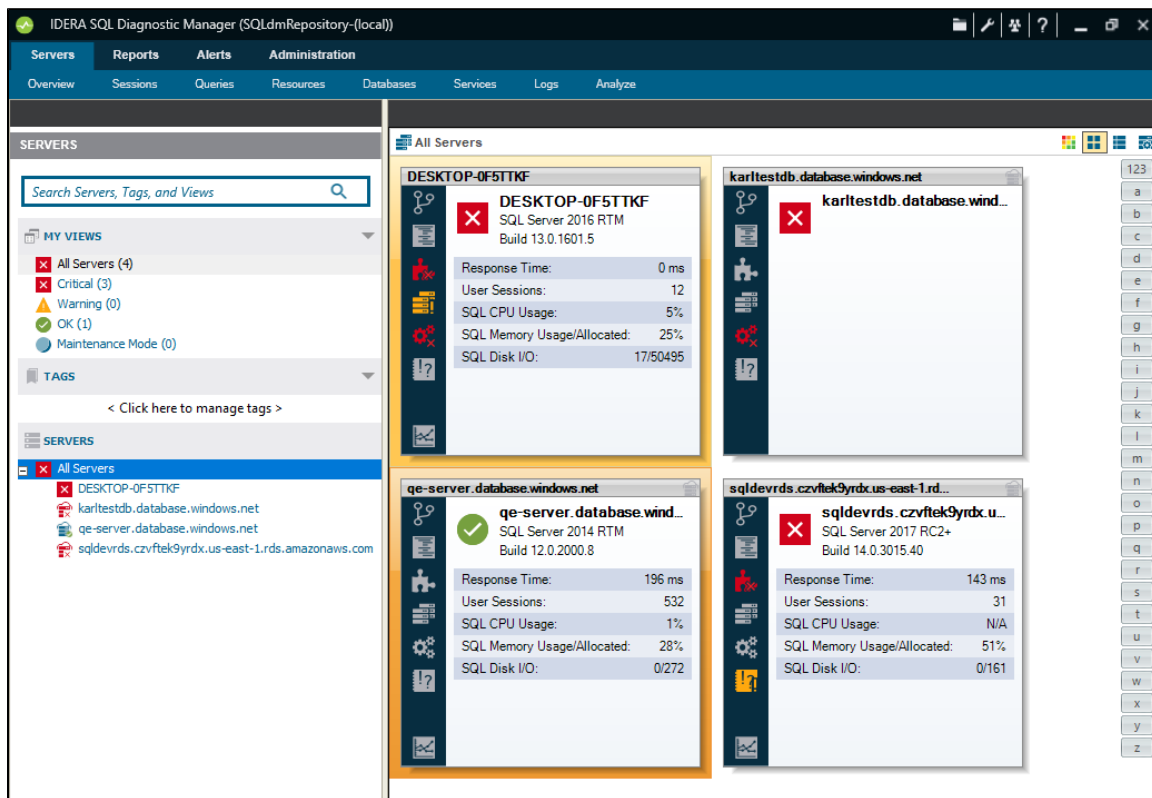 IDERA SQL Diagnostic Manager (SQLdmRepository-(local))
Servers Reports Alerts Administration
Overview Sessions Queries Resources Databases Services Logs Analyze
SERVERS
Search Servers, Tags, and Views
MY VIEWS
All Servers (4)
Critical (3)
Warning (0)
OK (1)
Maintenance Mode (0)
TAGS
< Click here to manage tags >
SERVERS
All Servers
DESKTOP-0F5TTKF
karltestdb.database.windows.net
qe-server.database.windows.net
sqldevrds.czvftek9yrdx.us-east-1.rds.amazonaws.com
All Servers
DESKTOP-0F5TTKF
DESKTOP-0F5TTKF
SQL Server 2016 RTM
Build 13.0.1601.5
Response Time: 0 ms
User Sessions: 12
SQL CPU Usage: 5%
SQL Memory Usage/Allocated: 25%
SQL Disk I/O: 17/50495
karltestdb.database.windows.net
karltestdb.database.wind...
qe-server.database.windows.net
qe-server.database.wind...
SQL Server 2014 RTM
Build 12.0.2000.8
Response Time: 196 ms
User Sessions: 532
SQL CPU Usage: 1%
SQL Memory Usage/Allocated: 28%
SQL Disk I/O: 0/272
sqldevrds.czvftek9yrdx.us-east-1.rd...
sqldevrds.czvftek9yrdx.u...
SQL Server 2017 RC2+
Build 14.0.3015.40
Response Time: 143 ms
User Sessions: 31
SQL CPU Usage: N/A
SQL Memory Usage/Allocated: 51%
SQL Disk I/O: 0/161
123
a
b
c
d
e
f
g
h
i
j
k
l
m
n
o
p
q
r
s
t
u
v
w
x
y
z